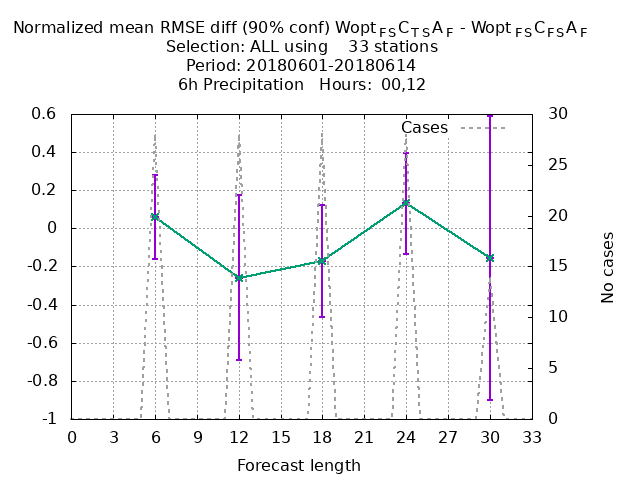 Normalized mean RMSE diff (90% conf) Wopt FS C TS A F - Wopt FS C FS A F
Selection: ALL using 33 stations
Period: 20180601-20180614
6h Precipitation Hours: 00,12
Cases
0.6
0.4
0.2
0
-0.2
-0.4
-0.6
-0.8
-1
30
25
20
15
10
5
0
No cases
0 3 6 9 12 15 18 21 24 27 30 33
Forecast length